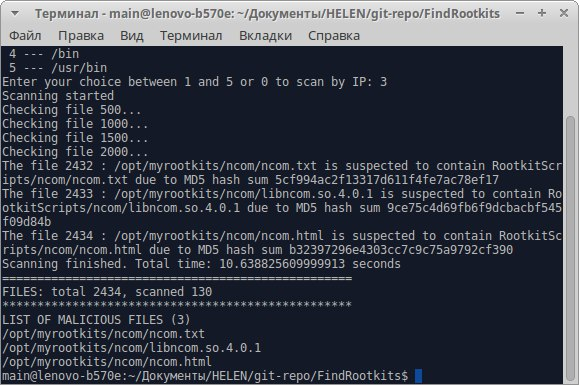 Терминал - main@lenovo-b570e: ~/Документы/HELEN/git-repo/FindRootkits
Файл Правка Вид Терминал Вкладки Справка
4 --- /bin
5 --- /usr/bin
Enter your choice between 1 and 5 or 0 to scan by IP: 3
Scanning started
Checking file 500...
Checking file 1000...
Checking file 1500...
Checking file 2000...
The file 2432 : /opt/myrootkits/ncom/ncom.txt is suspected to contain RootkitScr
ipts/ncom/ncom.txt due to MD5 hash sum 5cf994ac2f13317d611f4fe7ac78ef17
The file 2433 : /opt/myrootkits/ncom/libncom.so.4.0.1 is suspected to contain Ro
otkitScripts/ncom/libncom.so.4.0.1 due to MD5 hash sum 9ce75c4d69fb6f9dcbacbf545
f09d84b
The file 2434 : /opt/myrootkits/ncom/ncom.html is suspected to contain RootkitSc
ripts/ncom/ncom.html due to MD5 hash sum b32397296e4303cc7c9c75a9792cf390
Scanning finished. Total time: 10.638825609999913 seconds
==================================================
FILES: total 2434, scanned 130
**************************************************
LIST OF MALICIOUS FILES (3)
/opt/myrootkits/ncom/ncom.txt
/opt/myrootkits/ncom/libncom.so.4.0.1
/opt/myrootkits/ncom/ncom.html
main@lenovo-b570e:~/Документы/HELEN/git-repo/FindRootkits$